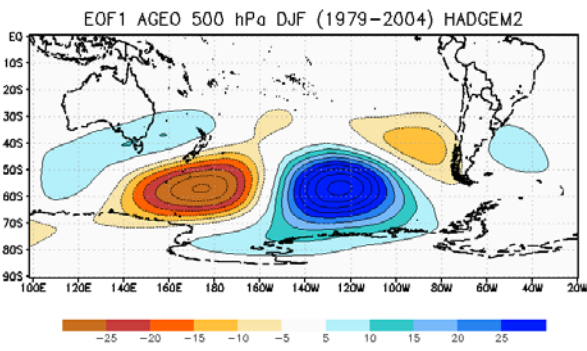 EOF1 AGEO 500 hPa DJF (1979-2004) HADGEM2
EQ
10S
20S
30S
40S
50S
60S
70S
80S
90S
100E 120E 140E 160E 180 160W 140W 120W 100W 80W 60W 40W 20W
-25 -20 -15 -10 -5 5 10 15 20 25